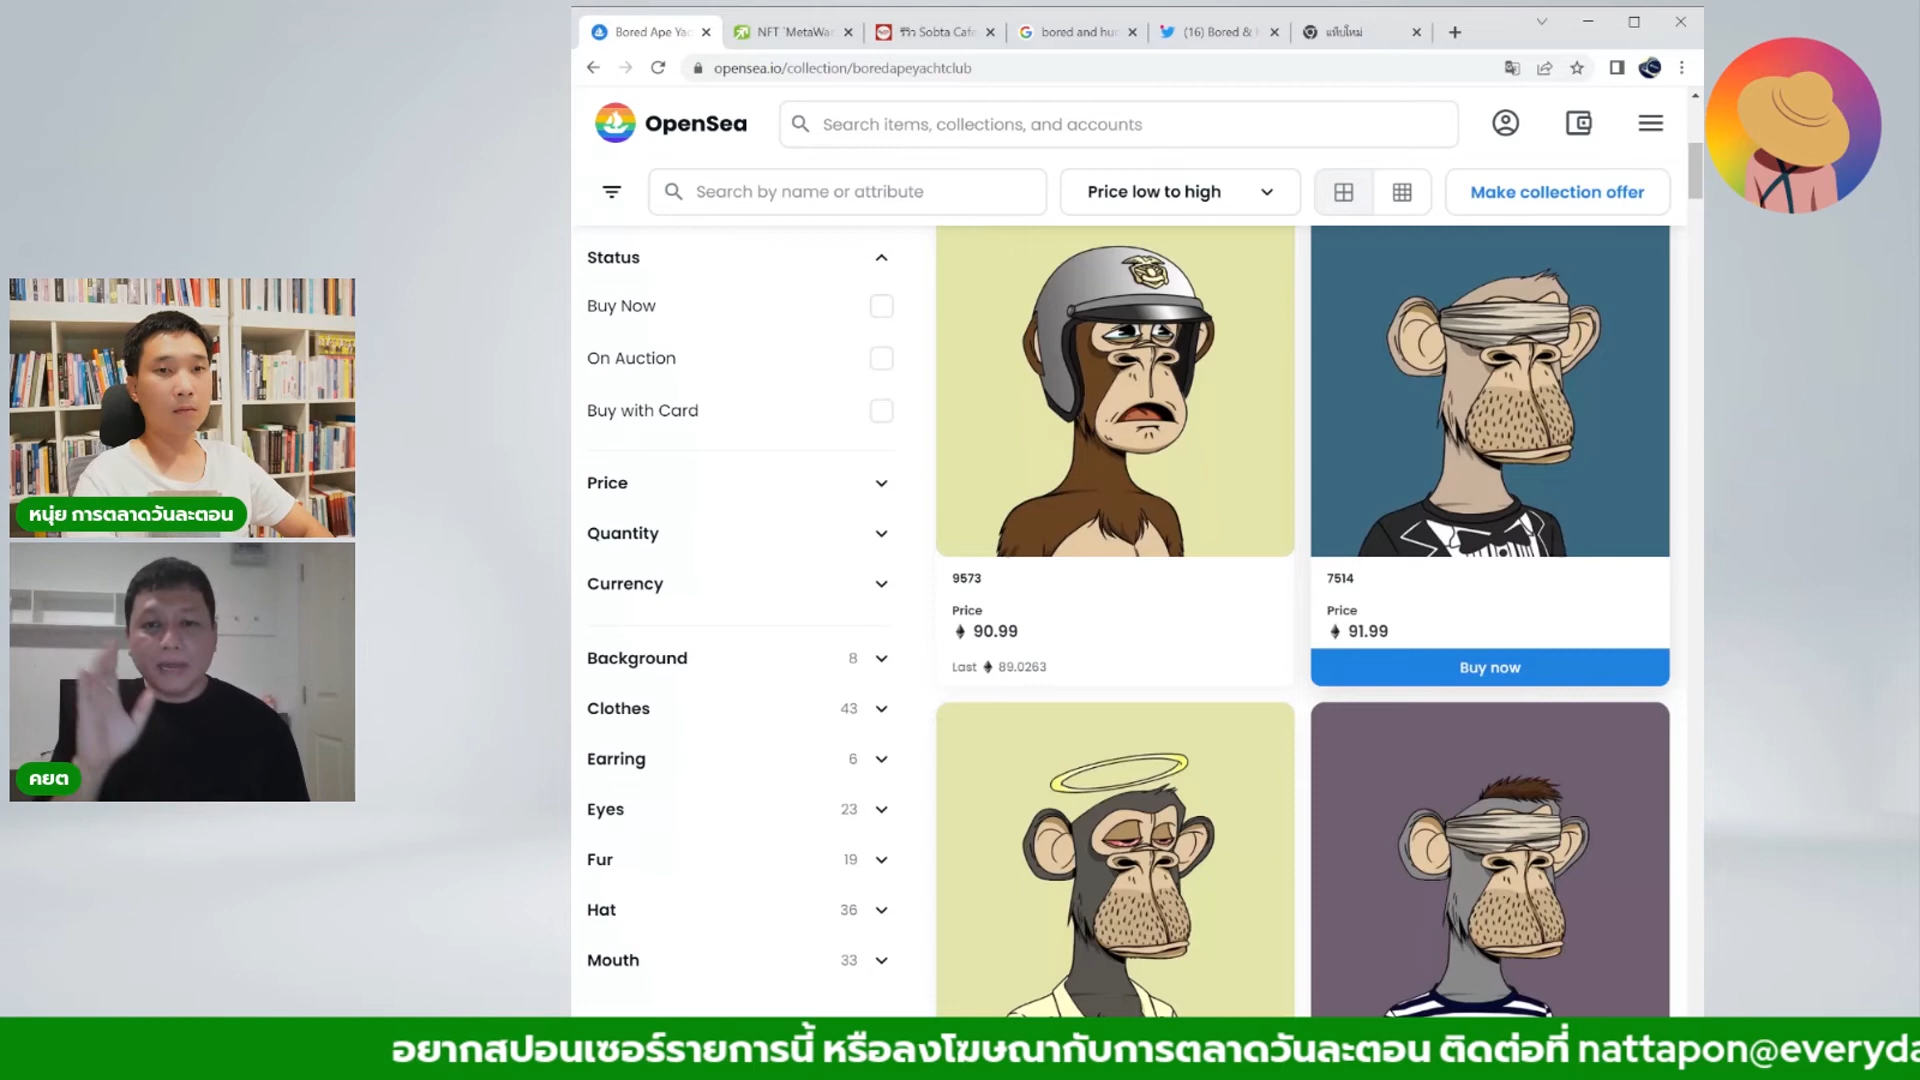 Bored Ape Yac
NFT 'MetaWar
รีวิว Sobta Cafe
bored and hu
(16) Bored &
แท็บใหม่
opensea.io/collection/boredapeyachtclub
OpenSea
Search items, collections, and accounts
Search by name or attribute
Price low to high
Make collection offer
Status
Buy Now
On Auction
Buy with Card
Price
Quantity
Currency
Background 8
Clothes 43
Earring 6
Eyes 23
Fur 19
Hat 36
Mouth 33
9573
Price
90.99
Last 89.0263
7514
Price
91.99
Buy now
หนุ่ย การตลาดวันละตอน
คยต
อยากสปอนเซอร์รายการนี้ หรือลงโฆษณากับการตลาดวันละตอน ติดต่อที่ nattapon@everyda